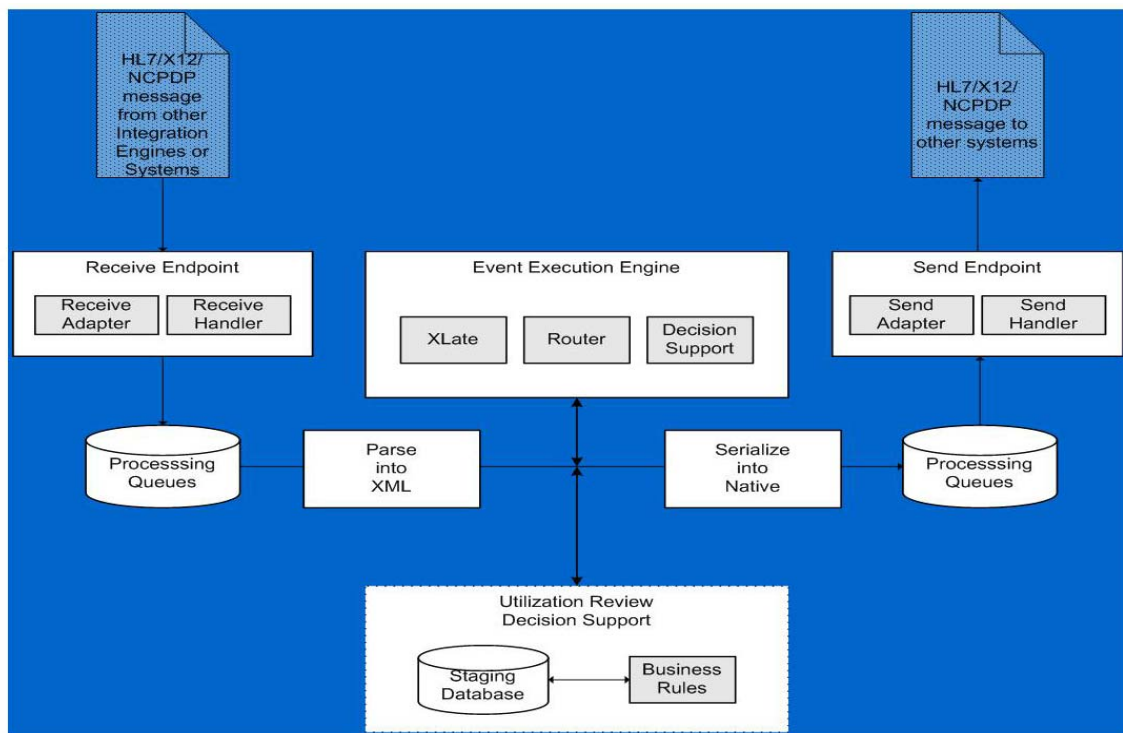 HL7/X12/
NCPDP
message
from other
Integration
Engines or
Systems
HL7/X12/
NCPDP
message to
other systems
Receive Endpoint
Receive
Adapter
Receive
Handler
Event Execution Engine
XLate
Router
Decision
Support
Send Endpoint
Send
Adapter
Send
Handler
Processsing
Queues
Parse
into
XML
Serialize
into
Native
Processsing
Queues
Utilization Review
Decision Support
Staging
Database
Business
Rules